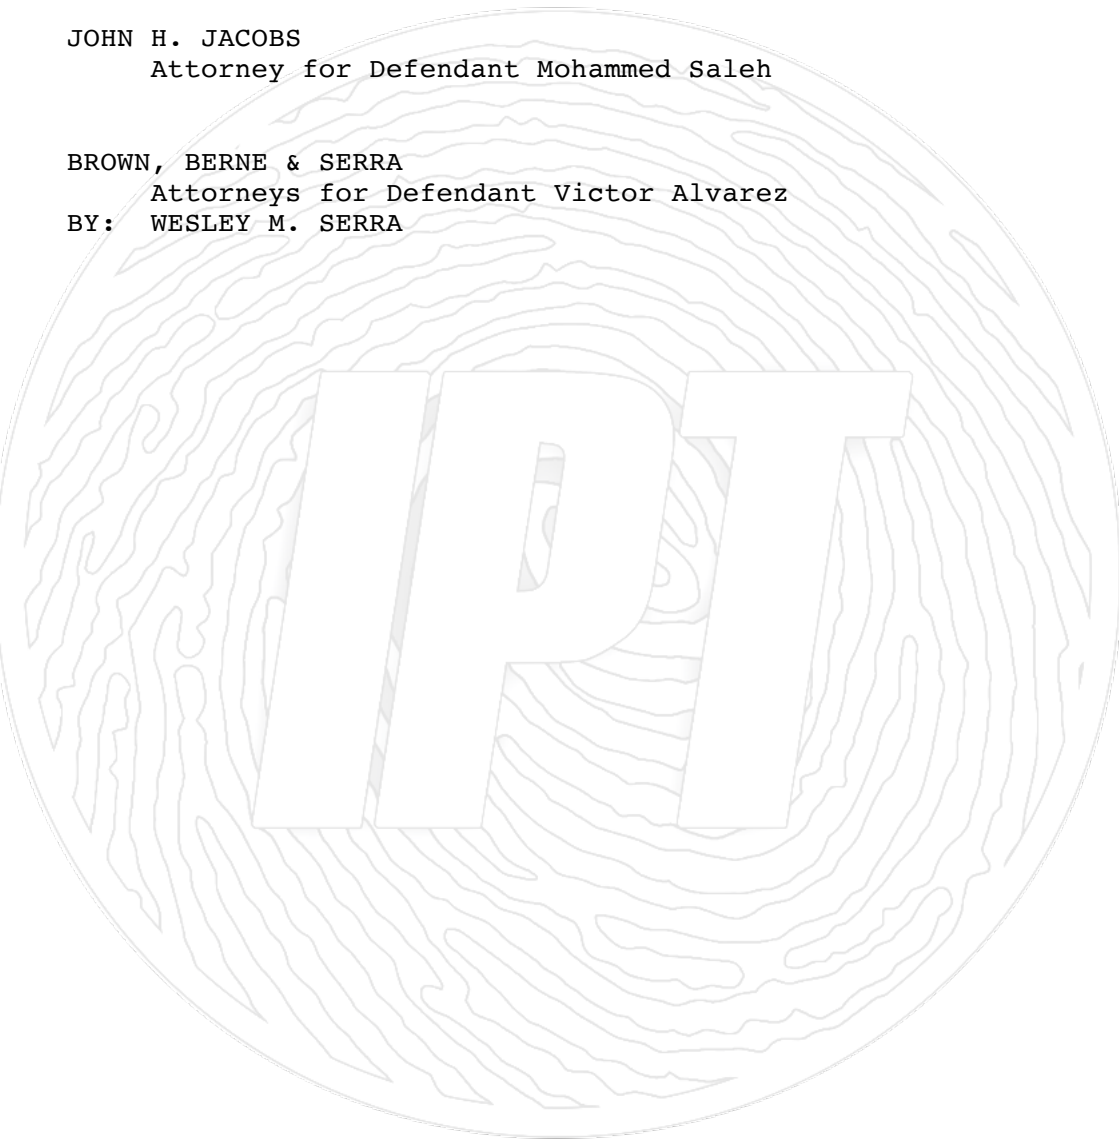 JOHN H. JACOBS
Attorney for Defendant Mohammed Saleh
BROWN, BERNE & SERRA
Attorneys for Defendant Victor Alvarez
BY: WESLEY M. SERRA
IPT